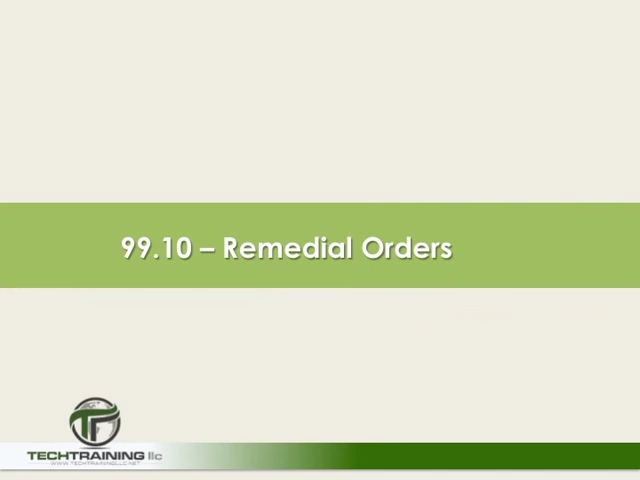 99.10 – Remedial Orders
TECHTRAINING llc
WWW.TECHTRAININGLLC.NET